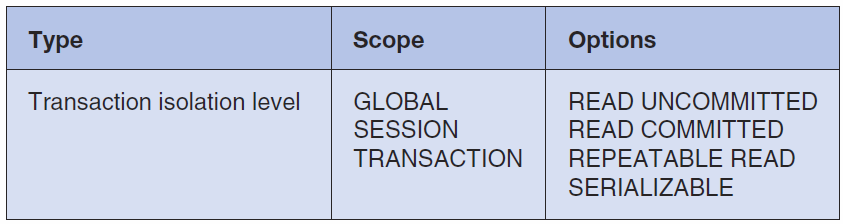 Type Scope Options
Transaction isolation level GLOBAL READ UNCOMMITTED
SESSION READ COMMITTED
TRANSACTION REPEATABLE READ
SERIALIZABLE